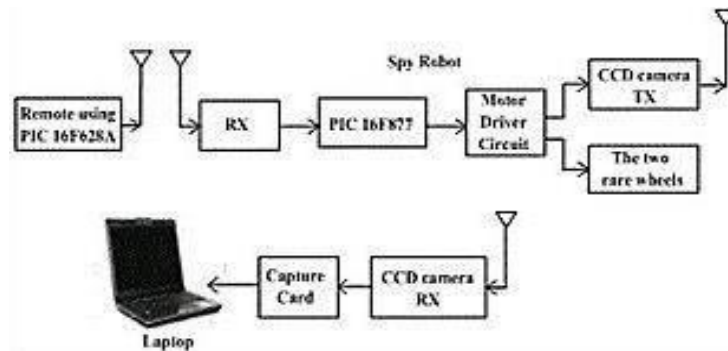 Spy Robot
Remote using
PIC 16F628A
RX
PIC 16F877
Motor
Driver
Circuit
CCD camera
TX
The two
rare wheels
Laptop
Capture
Card
CCD camera
RX